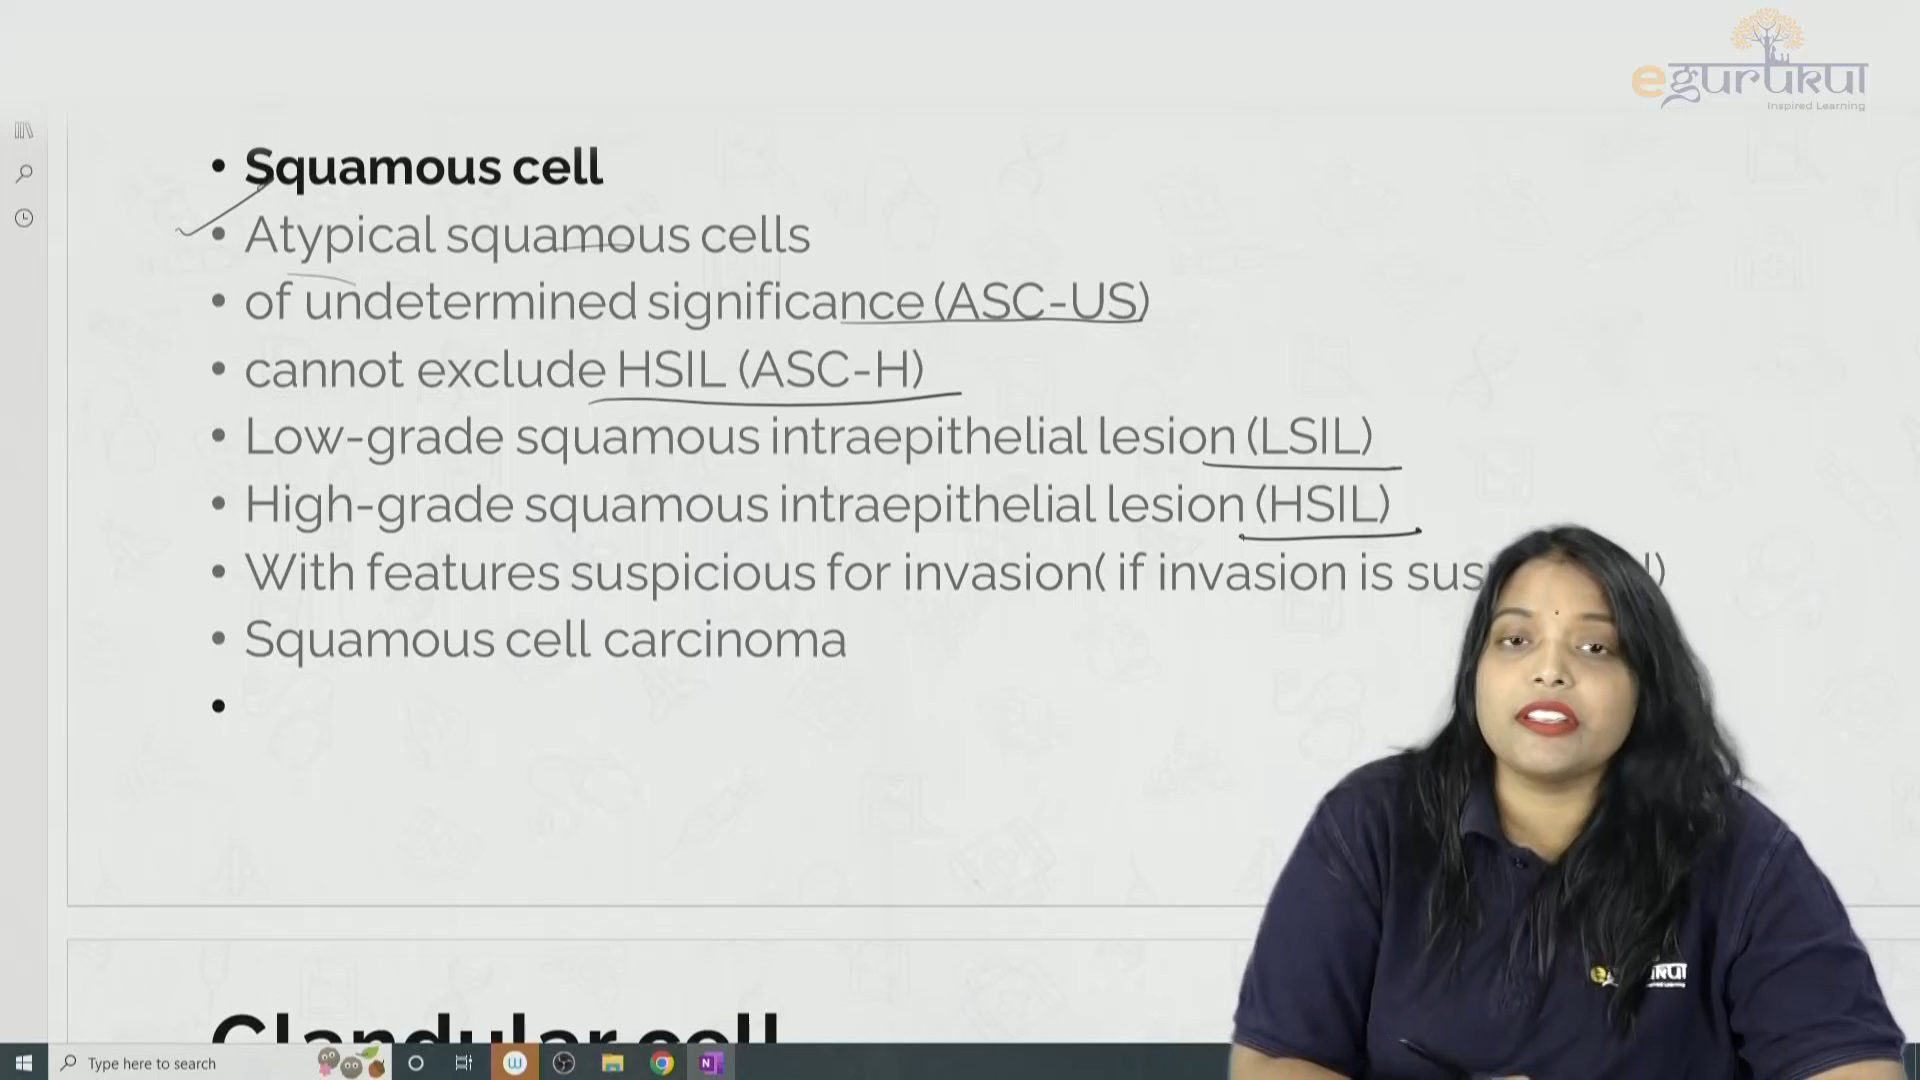 egurukul
Inspired Learning
• Squamous cell
• Atypical squamous cells
• of undetermined significance (ASC-US)
• cannot exclude HSIL (ASC-H)
• Low-grade squamous intraepithelial lesion (LSIL)
• High-grade squamous intraepithelial lesion (HSIL)
• With features suspicious for invasion( if invasion is
• Squamous cell carcinoma
•
Glandular cell
Type here to search